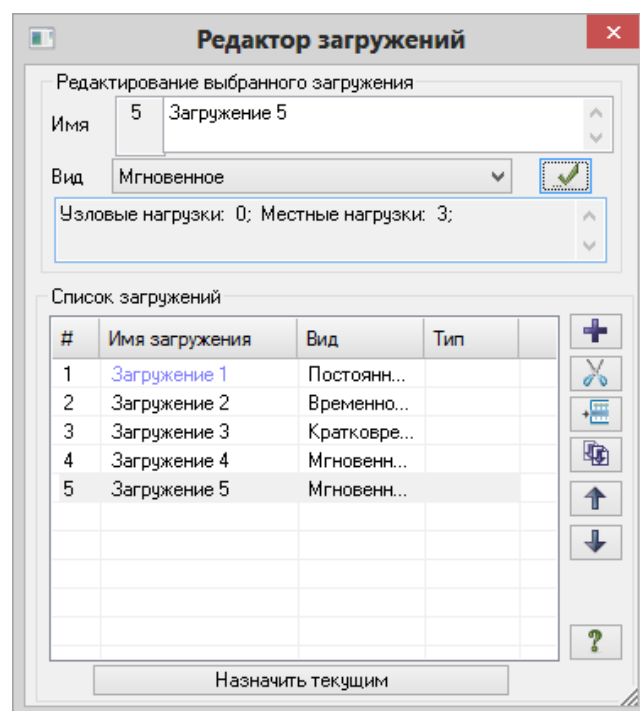 Редактор загружений
Редактирование выбранного загружения
Имя 5 Загружение 5
Вид Мгновенное
Узловые нагрузки: 0; Местные нагрузки: 3;
Список загружений
# Имя загружения Вид Тип
1 Загружение 1 Постоянн...
2 Загружение 2 Временно...
3 Загружение 3 Кратковре...
4 Загружение 4 Мгновенн...
5 Загружение 5 Мгновенн...
Назначить текущим